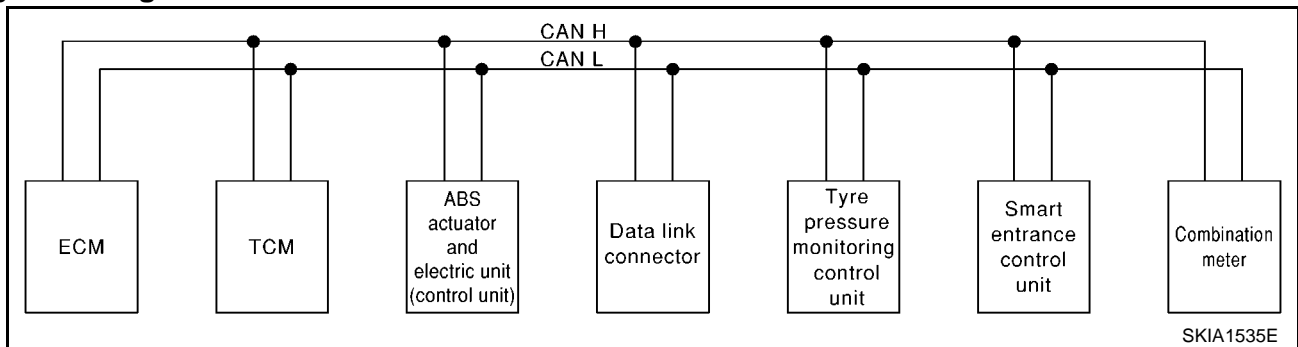 CAN H
CAN L
ECM
TCM
ABS
actuator
and
electric unit
(control unit)
Data link
connector
Tyre
pressure
monitoring
control
unit
Smart
entrance
control
unit
Combination
meter
SKIA1535E